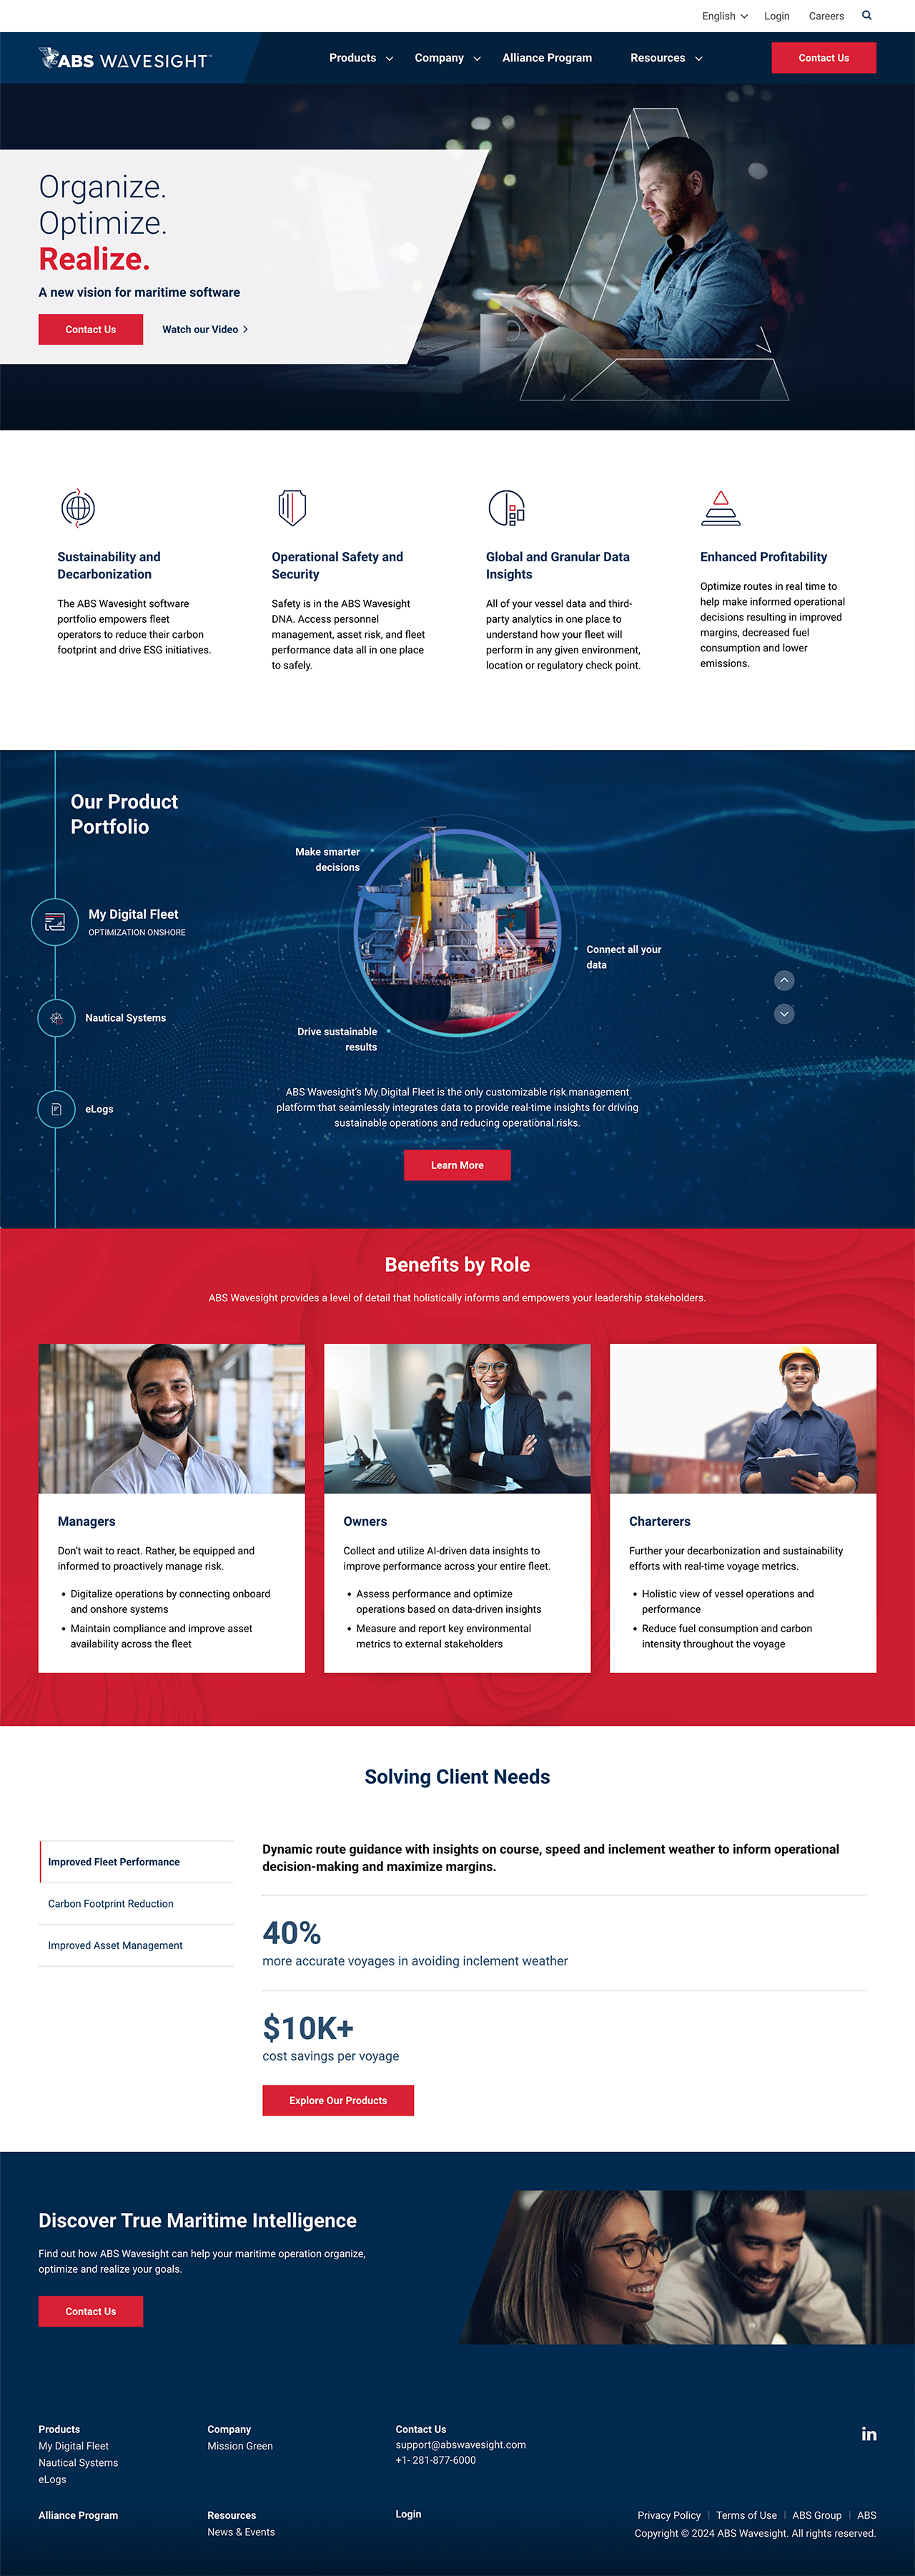 English
Login
Careers
ABS WAVESIGHT™
Products
Company
Alliance Program
Resources
Contact Us
Organize.
Optimize.
Realize.
A new vision for maritime software
Contact Us
Watch our Video
Sustainability and
Decarbonization
The ABS Wavesight software
portfolio empowers fleet
operators to reduce their carbon
footprint and drive ESG initiatives.
Operational Safety and
Security
Safety is in the ABS Wavesight
DNA. Access personnel
management, asset risk, and fleet
performance data all in one place
to safely.
Global and Granular Data
Insights
All of your vessel data and third-
party analytics in one place to
understand how your fleet will
perform in any given environment,
location or regulatory check point.
Enhanced Profitability
Optimize routes in real time to
help make informed operational
decisions resulting in improved
margins, decreased fuel
consumption and lower
emissions.
Our Product
Portfolio
My Digital Fleet
OPTIMIZATION ONSHORE
Nautical Systems
eLogs
Make smarter
decisions
Connect all your
data
Drive sustainable
results
ABS Wavesight's My Digital Fleet is the only customizable risk management
platform that seamlessly integrates data to provide real-time insights for driving
sustainable operations and reducing operational risks.
Learn More
Benefits by Role
ABS Wavesight provides a level of detail that holistically informs and empowers your leadership stakeholders.
Managers
Don't wait to react. Rather, be equipped and
informed to proactively manage risk.
• Digitalize operations by connecting onboard
and onshore systems
• Maintain compliance and improve asset
availability across the fleet
Owners
Collect and utilize AI-driven data insights to
improve performance across your entire fleet.
• Assess performance and optimize
operations based on data-driven insights
• Measure and report key environmental
metrics to external stakeholders
Charterers
Further your decarbonization and sustainability
efforts with real-time voyage metrics.
• Holistic view of vessel operations and
performance
• Reduce fuel consumption and carbon
intensity throughout the voyage
Solving Client Needs
Improved Fleet Performance
Carbon Footprint Reduction
Improved Asset Management
Dynamic route guidance with insights on course, speed and inclement weather to inform operational
decision-making and maximize margins.
40%
more accurate voyages in avoiding inclement weather
$10K+
cost savings per voyage
Explore Our Products
Discover True Maritime Intelligence
Find out how ABS Wavesight can help your maritime operation organize,
optimize and realize your goals.
Contact Us
Products
My Digital Fleet
Nautical Systems
eLogs
Company
Mission Green
Contact Us
support@abswavesight.com
+1- 281-877-6000
in
Alliance Program
Resources
News & Events
Login
Privacy Policy | Terms of Use | ABS Group | ABS
Copyright © 2024 ABS Wavesight. All rights reserved.